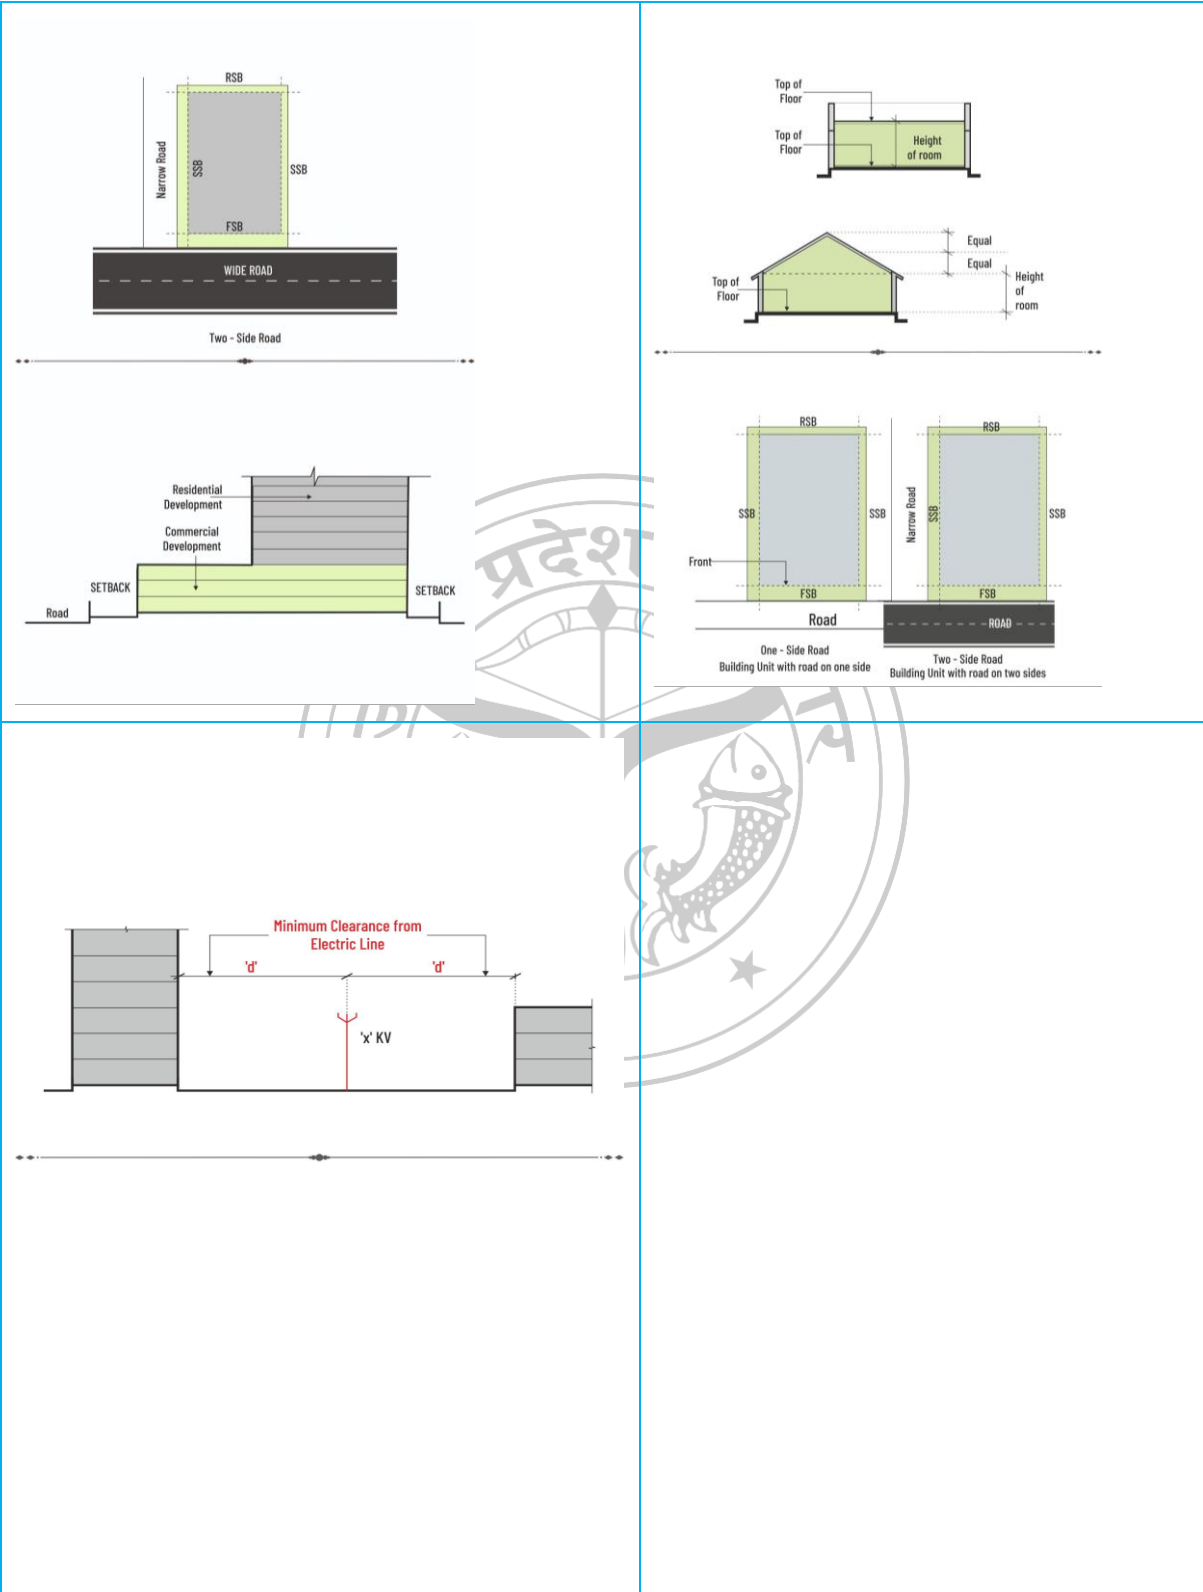 RSB
Narrow Road
SSB
SSB
FSB
WIDE ROAD
Two - Side Road
Residential
Development
Commercial
Development
SETBACK
SETBACK
Road
Top of
Floor
Top of
Floor
Height
of room
Equal
Equal
Top of
Floor
Height
of
room
RSB
SSB
SSB
Front
FSB
Road
One - Side Road
Building Unit with road on one side
RSB
Narrow Road
SSB
SSB
FSB
ROAD
Two - Side Road
Building Unit with road on two sides
प्रदेश
Minimum Clearance from
Electric Line
'd'
'd'
'x' KV